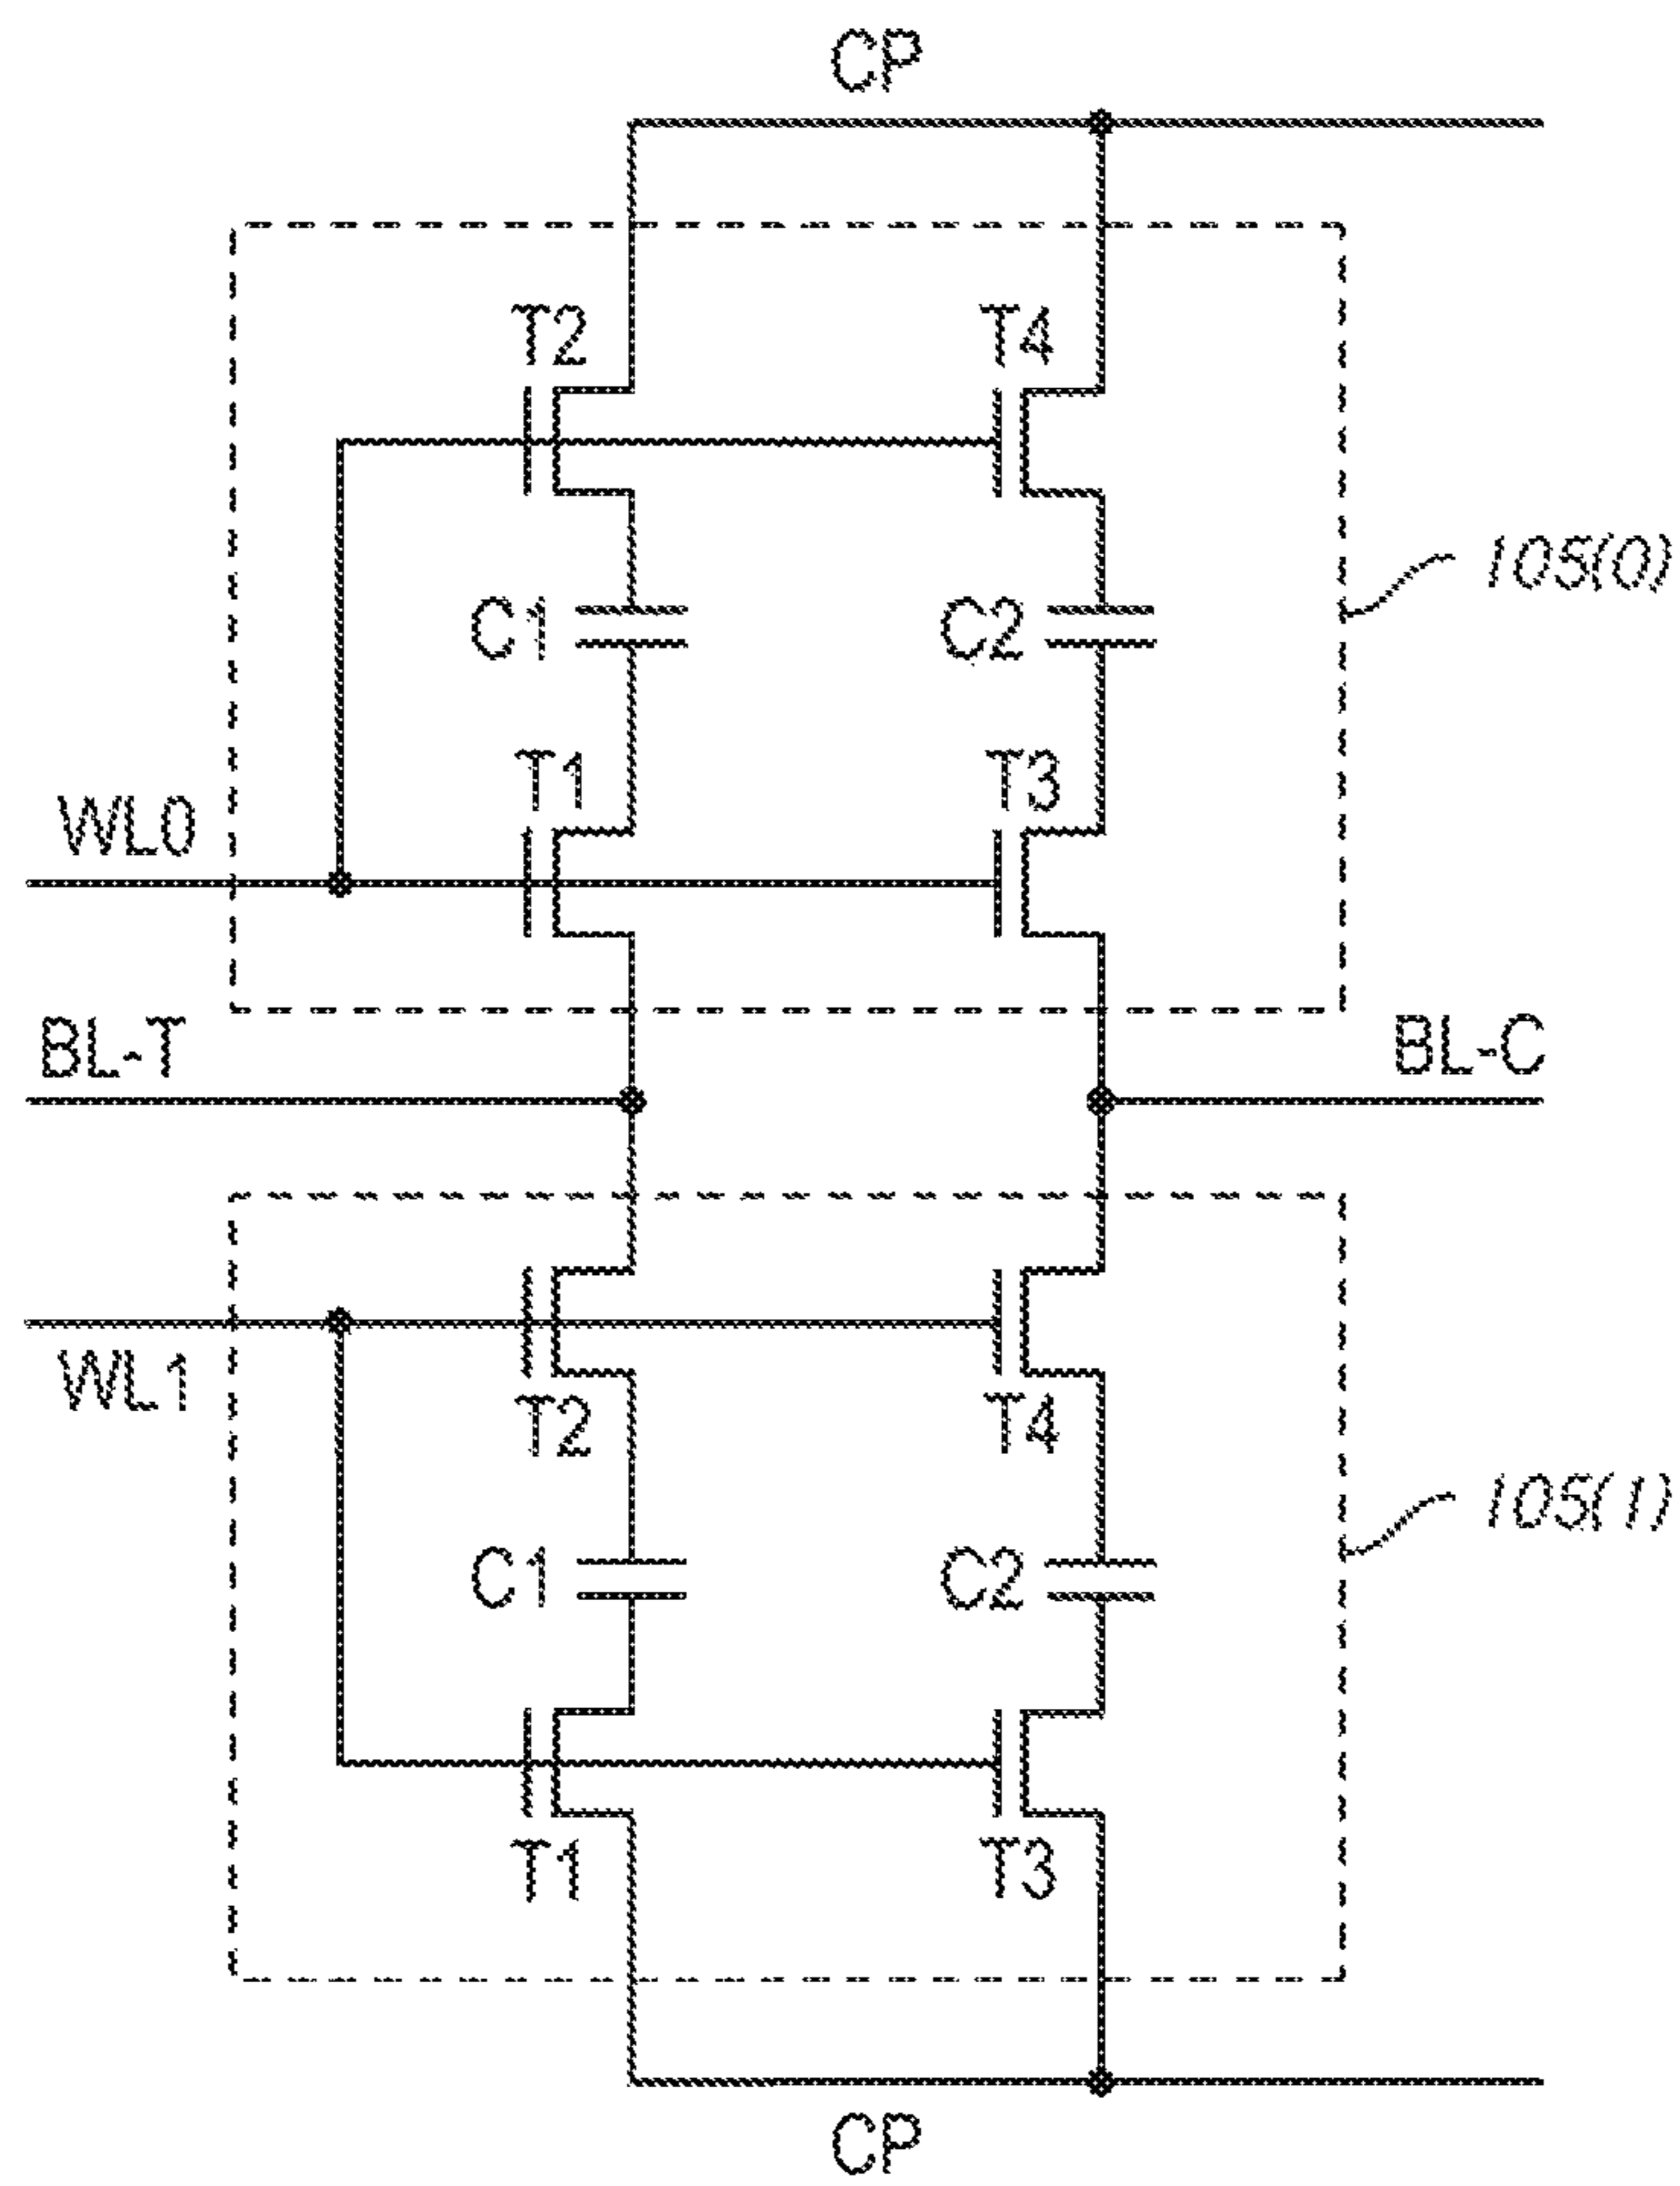 CP
T2 T4
105(0)
C1 C2
T1 T3
WL0
BL-T BL-C
WL1
T2 T4
105(1)
C1 C2
T1 T3
CP